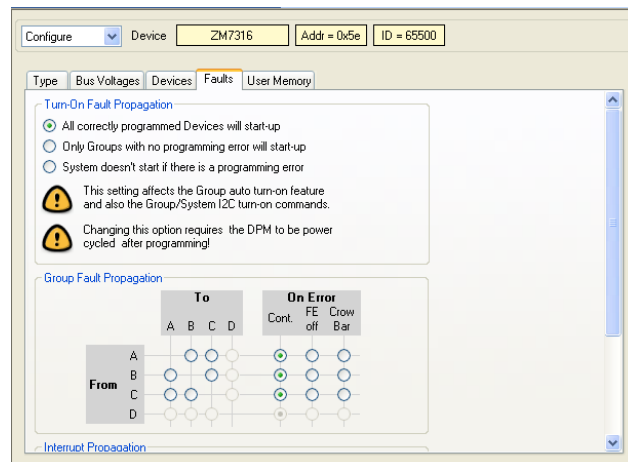 Configure Device ZM7316 Addr = 0x5e ID = 65500
Type Bus Voltages Devices Faults User Memory
Turn-On Fault Propagation
All correctly programmed Devices will start-up
Only Groups with no programming error will start-up
System doesn't start if there is a programming error
This setting affects the Group auto turn-on feature
and also the Group/System I2C turn-on commands.
Changing this option requires the DPM to be power
cycled after programming!
Group Fault Propagation
To On Error
A B C D Cont. FE off Crow Bar
A
B
From
C
D
Interrupt Propagation